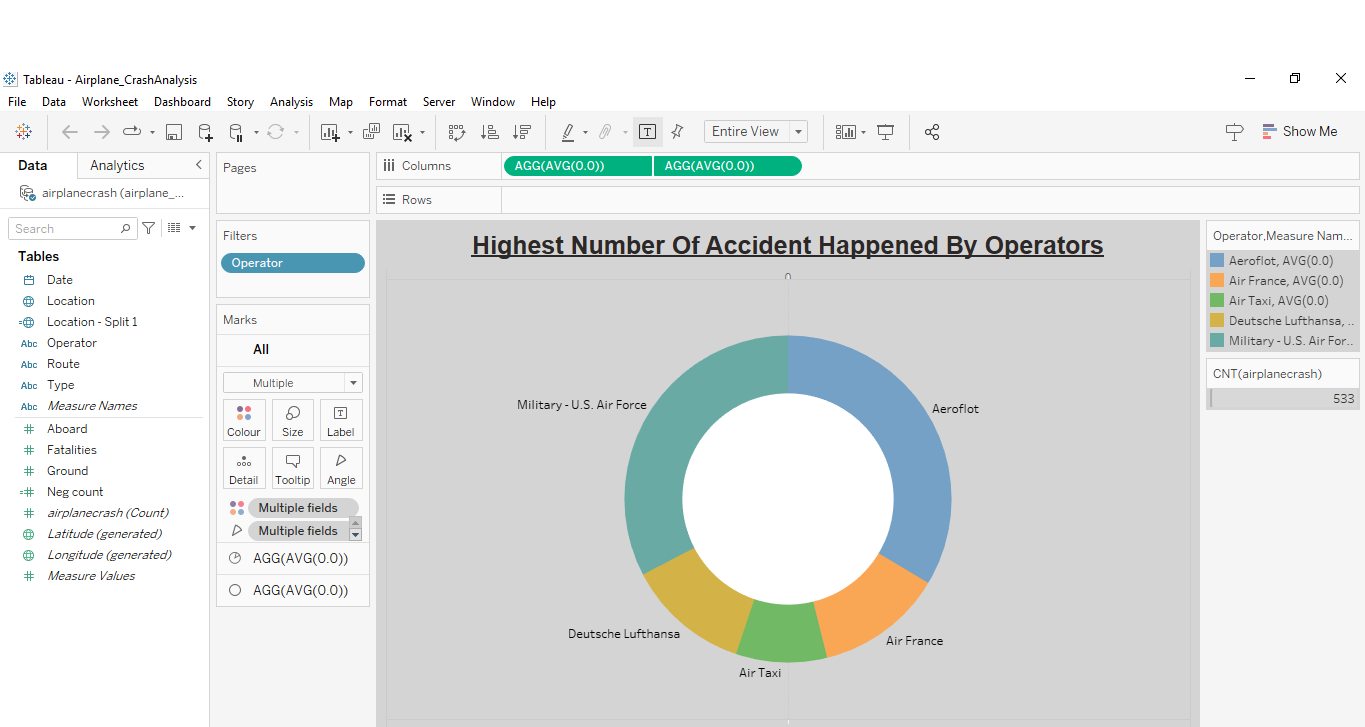 Tableau - Airplane_CrashAnalysis
File Data Worksheet Dashboard Story Analysis Map Format Server Window Help
Entire View
Show Me
Data Analytics
airplanecrash (airplane_...
Search
Tables
Date
Location
Location - Split 1
Abc Operator
Abc Route
Abc Type
Abc Measure Names
Aboard
Fatalities
Ground
Neg count
airplanecrash (Count)
Latitude (generated)
Longitude (generated)
Measure Values
Pages
Filters
Operator
Marks
All
Multiple
Colour Size Label
Detail Tooltip Angle
Multiple fields
Multiple fields
AGG(AVG(0.0))
AGG(AVG(0.0))
Columns AGG(AVG(0.0)) AGG(AVG(0.0))
Rows
Highest Number Of Accident Happened By Operators
0
Military - U.S. Air Force
Aeroflot
Deutsche Lufthansa
Air France
Air Taxi
Operator,Measure Nam...
Aeroflot, AVG(0.0)
Air France, AVG(0.0)
Air Taxi, AVG(0.0)
Deutsche Lufthansa, ..
Military - U.S. Air For..
CNT(airplanecrash)
533